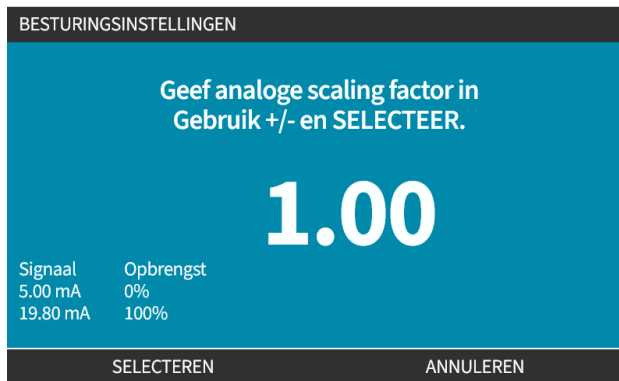 BESTURINGSINSTELLINGEN
Geef analoge scaling factor in
Gebruik +/- en SELECTEER.
1.00
Signaal Opbrengst
5.00 mA 0%
19.80 mA 100%
SELECTEREN ANNULEREN